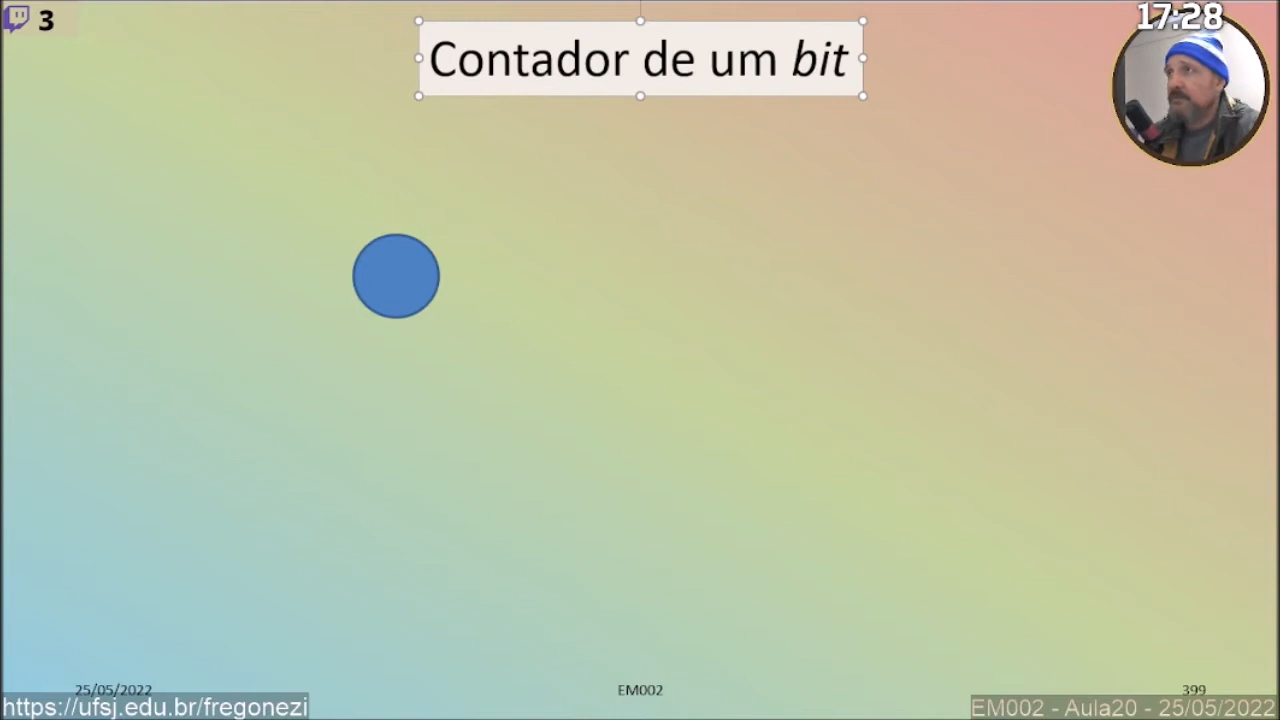 3
17:28
Contador de um bit
25/05/2022
EM002
399
https://ufsj.edu.br/fregonezi
EM002 - Aula20 - 25/05/2022